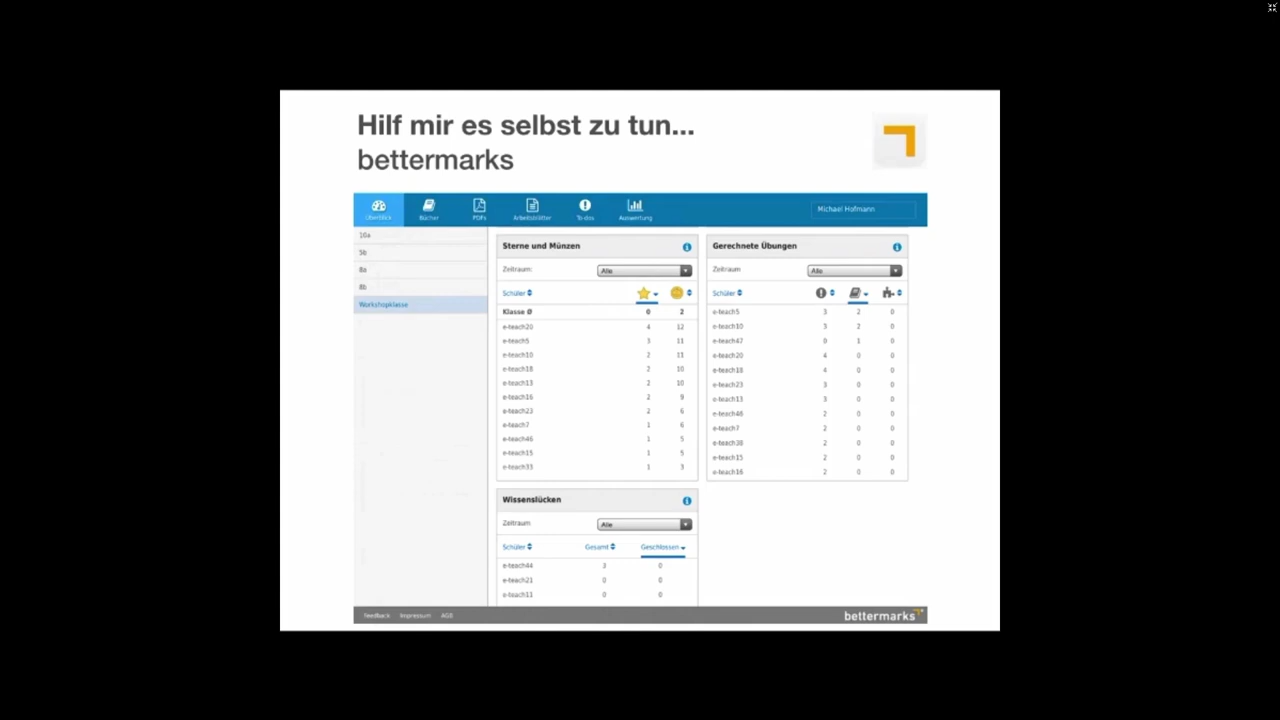 Hilf mir es selbst zu tun...
bettermarks
Überblick Bücher PDFs Arbeitsblätter To dos Auswertung Michael Hofmann
10a
5b
8a
8b
Workshopklasse
Sterne und Münzen
Zeitraum: Alle
Schüler
Klasse Ø 0 2
e-teach20 4 12
e-teach5 3 11
e-teach10 2 11
e-teach18 2 10
e-teach13 2 10
e-teach16 2 9
e-teach23 2 6
e-teach7 1 6
e-teach46 1 5
e-teach15 1 5
e-teach33 1 3
Gerechnete Übungen
Zeitraum Alle
Schüler
e-teach5 3 2 0
e-teach10 3 2 0
e-teach47 0 1 0
e-teach20 4 0 0
e-teach18 4 0 0
e-teach23 3 0 0
e-teach13 3 0 0
e-teach46 2 0 0
e-teach7 2 0 0
e-teach38 2 0 0
e-teach15 2 0 0
e-teach16 2 0 0
Wissenslücken
Zeitraum Alle
Schüler Gesamt Geschlossen
e-teach44 3 0
e-teach21 0 0
e-teach11 0 0
Feedback Impressum AGB
bettermarks